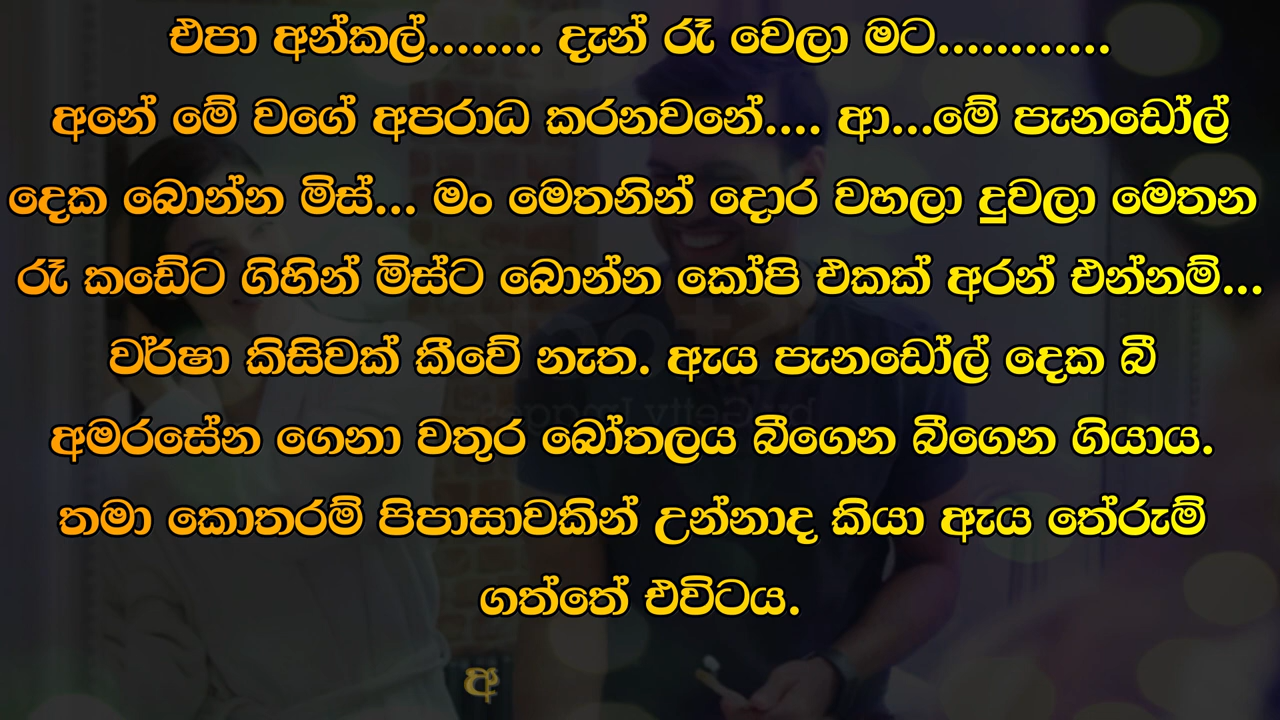 එපා අන්කල්........ දැන් රෑ වෙලා මට............
අනේ මේ වගේ අපරාධ කරනවනේ.... ආ...මේ පැනඩෝල්
දෙක බොන්න මිස්... මං මෙතනින් දොර වහලා දුවලා මෙතන
රෑ කඩේට ගිහින් මිස්ට බොන්න කෝපි එකක් අරන් එන්නම්...
වර්ෂා කිසිවක් කීවේ නැත. ඇය පැනඩෝල් දෙක බී
අමරසේන ගෙනා වතුර බෝතලය බීගෙන බීගෙන ගියාය.
තමා කොතරම් පිපාසාවකින් උන්නාද කියා ඇය තේරුම්
ගත්තේ එවිටය.
අ